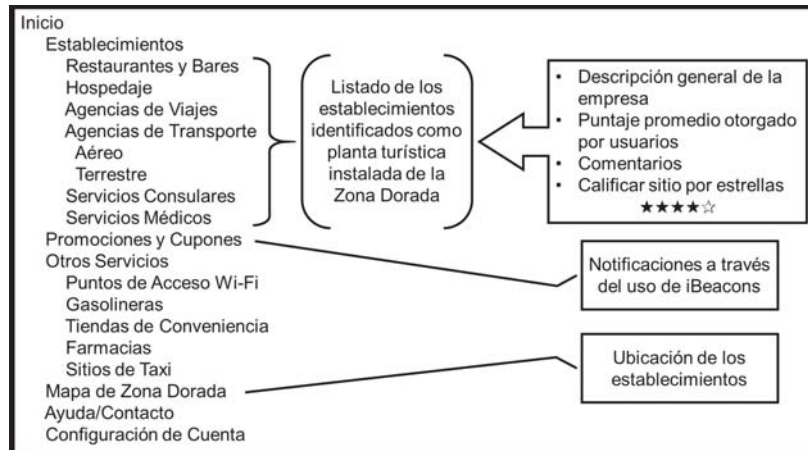 Inicio
Establecimientos
Restaurantes y Bares
Hospedaje
Agencias de Viajes
Agencias de Transporte
Aéreo
Terrestre
Servicios Consulares
Servicios Médicos
Promociones y Cupones
Otros Servicios
Puntos de Acceso Wi-Fi
Gasolineras
Tiendas de Conveniencia
Farmacias
Sitios de Taxi
Mapa de Zona Dorada
Ayuda/Contacto
Configuración de Cuenta
Listado de los
establecimientos
identificados como
planta turística
instalada de la
Zona Dorada
• Descripción general de la
empresa
• Puntaje promedio otorgado
por usuarios
• Comentarios
• Calificar sitio por estrellas
★★★★☆
Notificaciones a través
del uso de iBeacons
Ubicación de los
establecimientos